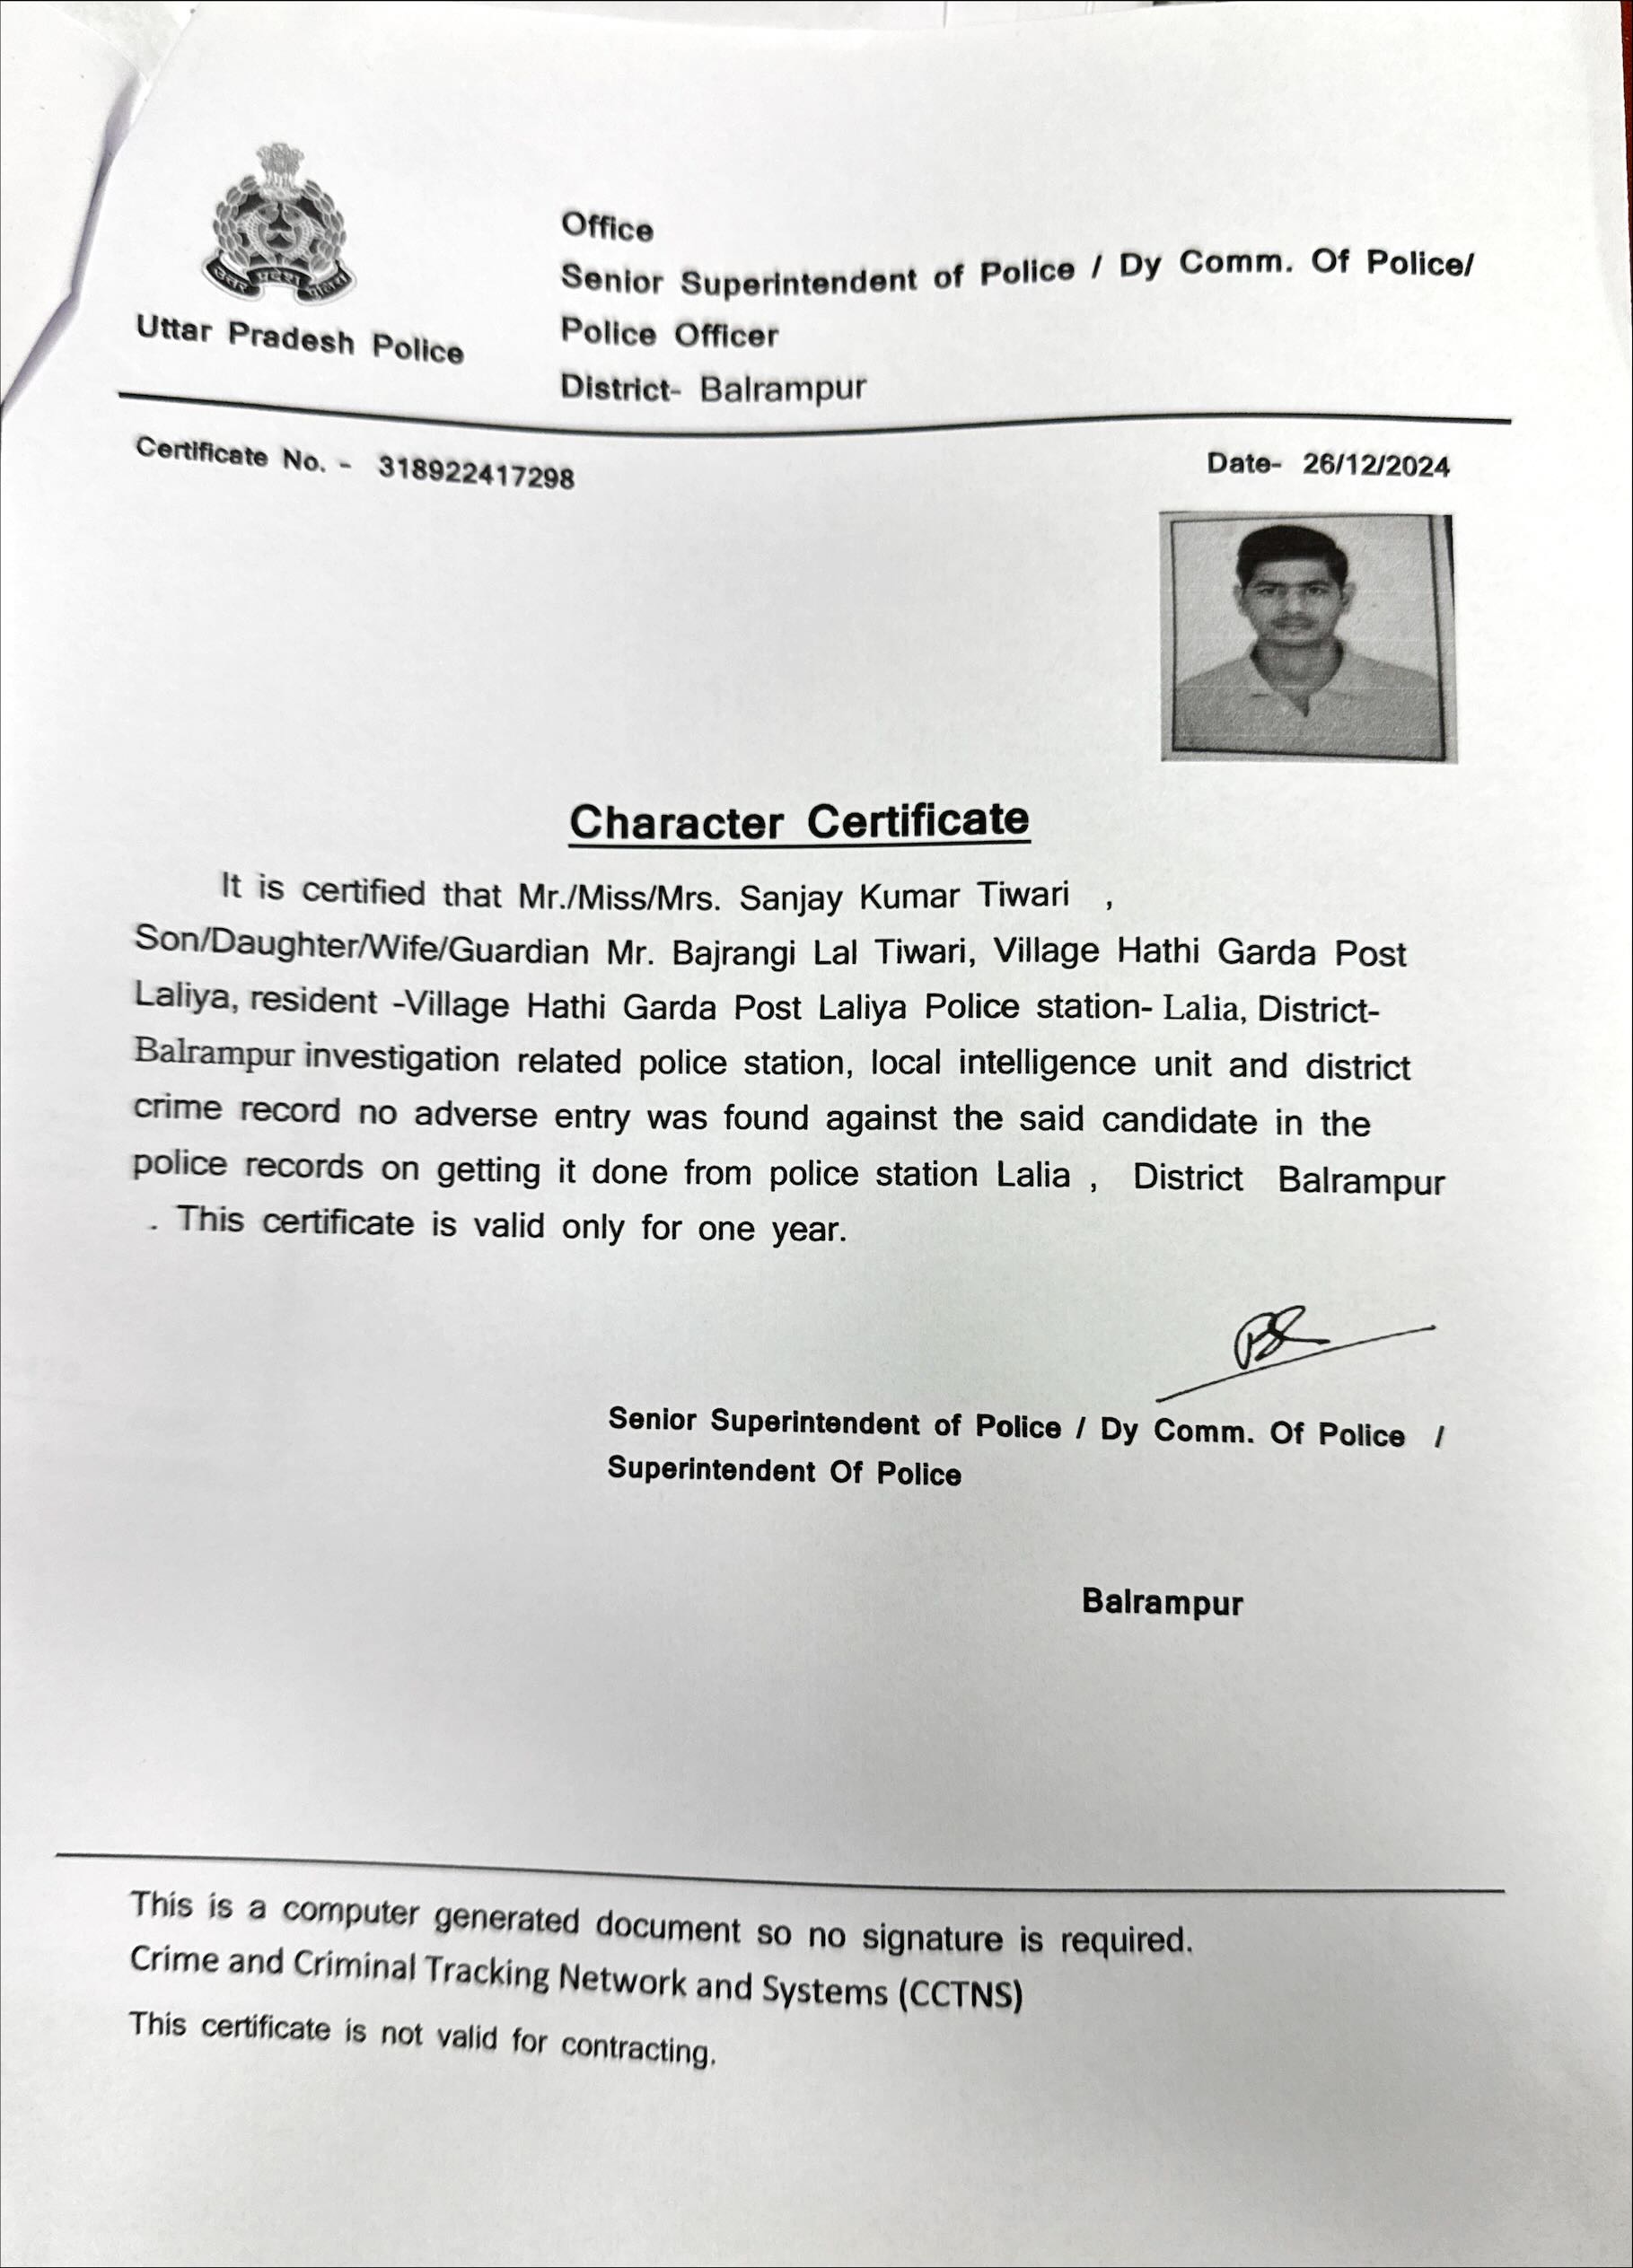 उत्तर प्रदेश पुलिस
Uttar Pradesh Police
Office
Senior Superintendent of Police / Dy Comm. Of Police/
Police Officer
District- Balrampur
Certificate No. - 318922417298
Date- 26/12/2024
Character Certificate
It is certified that Mr./Miss/Mrs. Sanjay Kumar Tiwari ,
Son/Daughter/Wife/Guardian Mr. Bajrangi Lal Tiwari, Village Hathi Garda Post
Laliya, resident -Village Hathi Garda Post Laliya Police station- Lalia, District-
Balrampur investigation related police station, local intelligence unit and district
crime record no adverse entry was found against the said candidate in the
police records on getting it done from police station Lalia , District Balrampur
. This certificate is valid only for one year.
Senior Superintendent of Police / Dy Comm. Of Police /
Superintendent Of Police
Balrampur
This is a computer generated document so no signature is required.
Crime and Criminal Tracking Network and Systems (CCTNS)
This certificate is not valid for contracting.